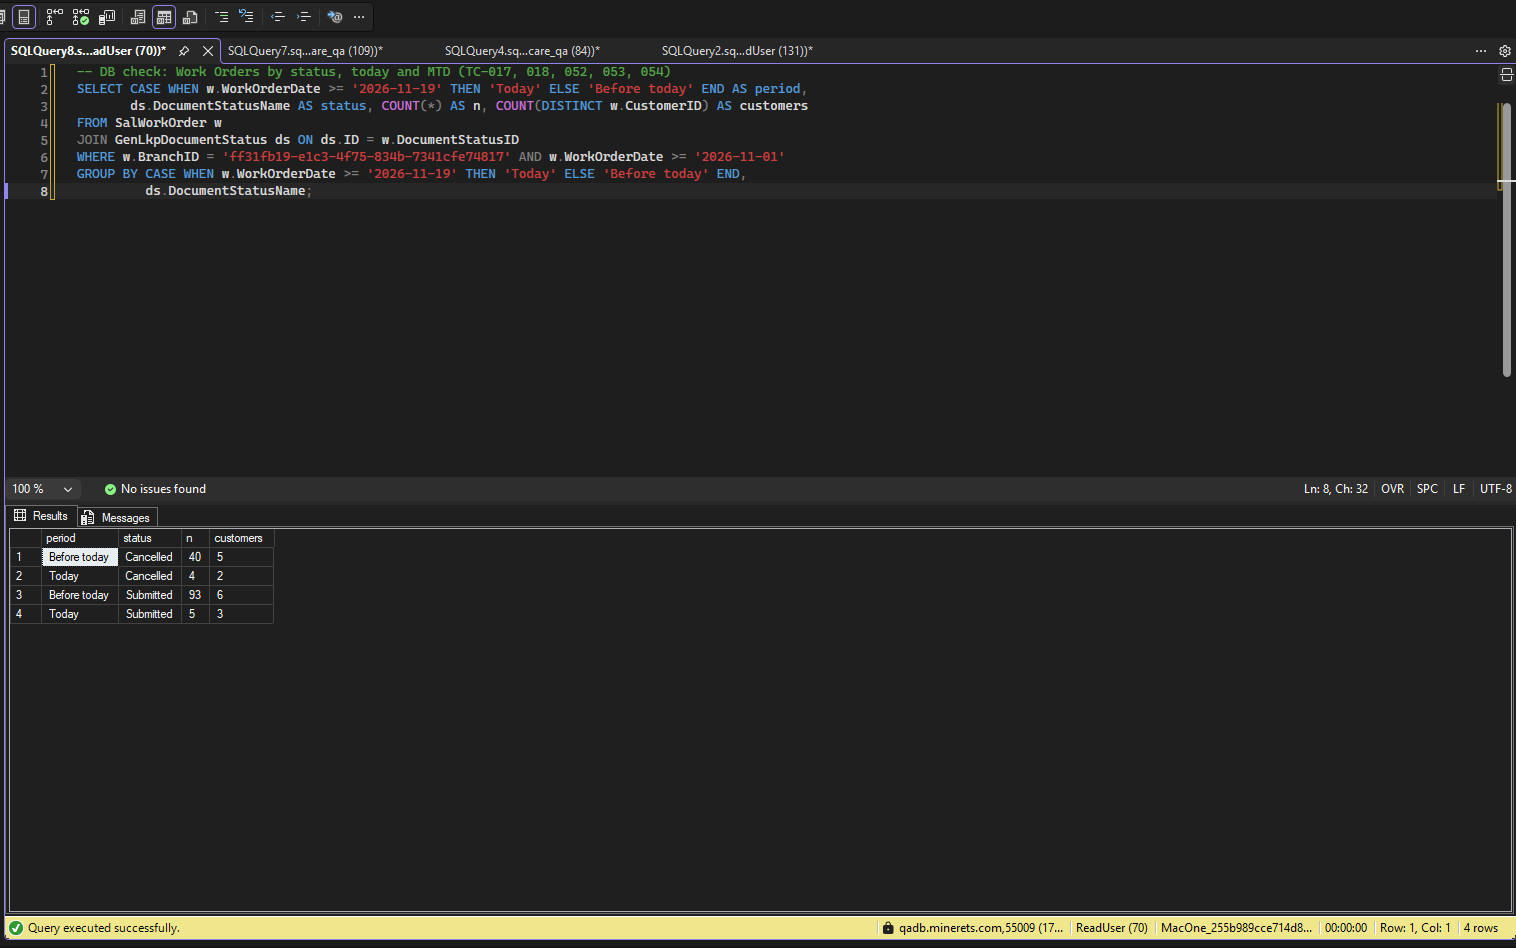 SQLQuery8.s...adUser (70))*
SQLQuery7.sq...are_qa (109))*
SQLQuery4.sq...care_qa (84))*
SQLQuery2.sq...dUser (131))*
1 -- DB check: Work Orders by status, today and MTD (TC-017, 018, 052, 053, 054)
2 SELECT CASE WHEN w.WorkOrderDate >= '2026-11-19' THEN 'Today' ELSE 'Before today' END AS period,
3 ds.DocumentStatusName AS status, COUNT(*) AS n, COUNT(DISTINCT w.CustomerID) AS customers
4 FROM SalWorkOrder w
5 JOIN GenLkpDocumentStatus ds ON ds.ID = w.DocumentStatusID
6 WHERE w.BranchID = 'ff31fb19-e1c3-4f75-834b-7341cfe74817' AND w.WorkOrderDate >= '2026-11-01'
7 GROUP BY CASE WHEN w.WorkOrderDate >= '2026-11-19' THEN 'Today' ELSE 'Before today' END,
8 ds.DocumentStatusName;
100 % No issues found Ln: 8, Ch: 32 OVR SPC LF UTF-8
Results Messages
period status n customers
1 Before today Cancelled 40 5
2 Today Cancelled 4 2
3 Before today Submitted 93 6
4 Today Submitted 5 3
Query executed successfully. qadb.minerets.com,55009 (17... ReadUser (70) MacOne_255b989cce714d8... 00:00:00 Row: 1, Col: 1 4 rows